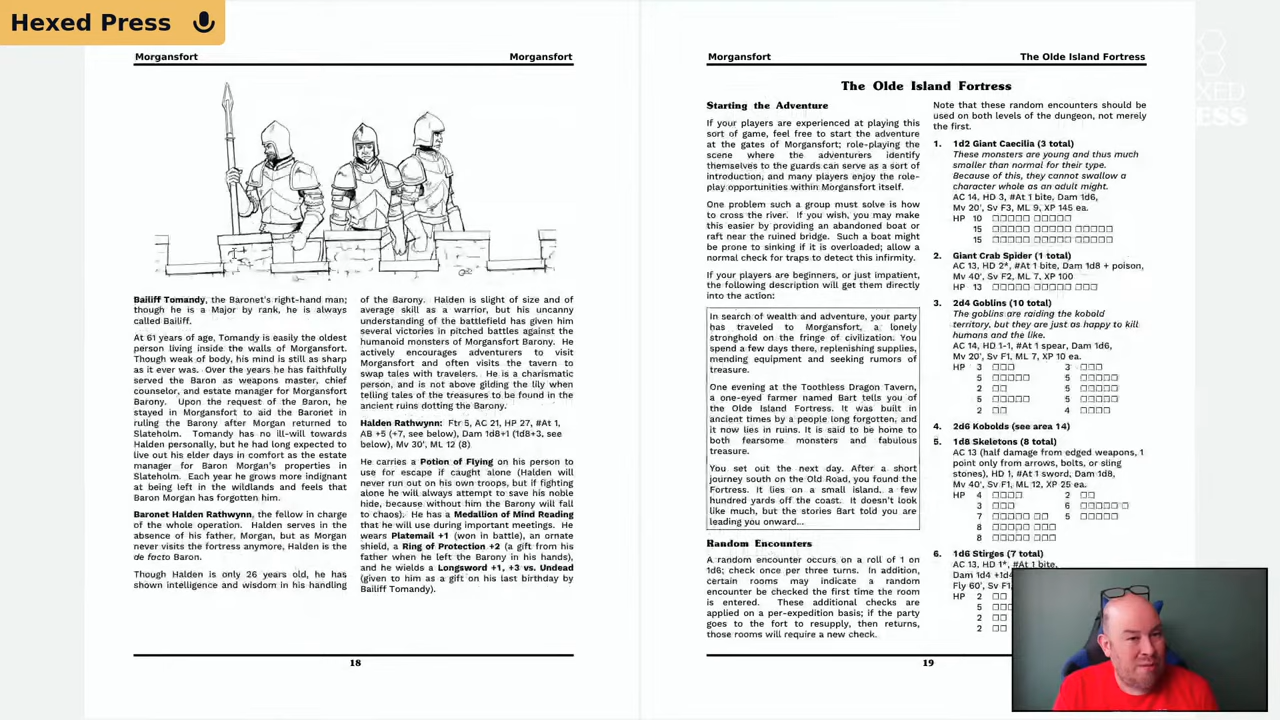 Hexed Press
Morgansfort
Morgansfort
Bailiff Tomandy, the Baronet's right-hand man;
though he is a Major by rank, he is always
called Bailiff.
At 61 years of age, Tomandy is easily the oldest
person living inside the walls of Morgansfort.
Though weak of body, his mind is still as sharp
as it ever was. Over the years he has faithfully
served the Baron as weapons master, chief
counselor, and estate manager for Morgansfort
Barony. Upon the request of the Baron, he
stayed in Morgansfort to aid the Baronet in
ruling the Barony after Morgan returned to
Slateholm. Tomandy has no ill-will towards
Halden personally, but he had long expected to
live out his elder days in comfort as the estate
manager for Baron Morgan's properties in
Slateholm. Each year he grows more indignant
at being left in the wildlands and feels that
Baron Morgan has forgotten him.
Baronet Halden Rathwynn, the fellow in charge
of the whole operation. Halden serves in the
absence of his father, Morgan, but as Morgan
never visits the fortress anymore, Halden is the
de facto Baron.
Though Halden is only 26 years old, he has
shown intelligence and wisdom in his handling
of the Barony. Halden is slight of size and of
average skill as a warrior, but his uncanny
understanding of the battlefield has given him
several victories in pitched battles against the
humanoid monsters of Morgansfort Barony. He
actively encourages adventurers to visit
Morgansfort and often visits the tavern to
swap tales with travelers. He is a charismatic
person, and is not above gilding the lily when
telling tales of the treasures to be found in the
ancient ruins dotting the Barony.
Halden Rathwynn: Ftr 5, AC 21, HP 27, #At 1,
AB +5 (+7, see below), Dam 1d8+1 (1d8+3, see
below), Mv 30', ML 12 (8)
He carries a Potion of Flying on his person to
use for escape if caught alone (Halden will
never run out on his own troops, but if fighting
alone he will always attempt to save his noble
hide, because without him the Barony will fall
to chaos). He has a Medallion of Mind Reading
that he will use during important meetings. He
wears Platemail +1 (won in battle), an ornate
shield, a Ring of Protection +2 (a gift from his
father when he left the Barony in his hands),
and he wields a Longsword +1, +3 vs. Undead
(given to him as a gift on his last birthday by
Bailiff Tomandy).
18
Morgansfort
The Olde Island Fortress
The Olde Island Fortress
Starting the Adventure
If your players are experienced at playing this
sort of game, feel free to start the adventure
at the gates of Morgansfort; role-playing the
scene where the adventurers identify
themselves to the guards can serve as a sort of
introduction, and many players enjoy the role-
play opportunities within Morgansfort itself.
One problem such a group must solve is how
to cross the river. If you wish, you may make
this easier by providing an abandoned boat or
raft near the ruined bridge. Such a boat might
be prone to sinking if it is overloaded; allow a
normal check for traps to detect this infirmity.
If your players are beginners, or just impatient,
the following description will get them directly
into the action:
In search of wealth and adventure, your party
has traveled to Morgansfort, a lonely
stronghold on the fringe of civilization. You
spend a few days there, replenishing supplies,
mending equipment and seeking rumors of
treasure.
One evening at the Toothless Dragon Tavern,
a one-eyed farmer named Bart tells you of
the Olde Island Fortress. It was built in
ancient times by a people long forgotten, and
it now lies in ruins. It is said to be home to
both fearsome monsters and fabulous
treasure.
You set out the next day. After a short
journey south on the Old Road, you found the
Fortress. It lies on a small island, a few
hundred yards off the coast. It doesn't look
like much, but the stories Bart told you are
leading you onward...
Random Encounters
A random encounter occurs on a roll of 1 on
1d6; check once per three turns. In addition,
certain rooms may indicate a random
encounter be checked the first time the room
is entered. These additional checks are
applied on a per-expedition basis; if the party
goes to the fort to resupply, then returns,
those rooms will require a new check.
Note that these random encounters should be
used on both levels of the dungeon, not merely
the first.
1. 1d2 Giant Caecilia (3 total)
These monsters are young and thus much
smaller than normal for their type.
Because of this, they cannot swallow a
character whole as an adult might.
AC 14, HD 3, #At 1 bite, Dam 1d6,
Mv 20', Sv F3, ML 9, XP 145 ea.
HP 10
15
15
2. Giant Crab Spider (1 total)
AC 13, HD 2*, #At 1 bite, Dam 1d8 + poison,
Mv 40', Sv F2, ML 7, XP 100
HP 13
3. 2d4 Goblins (10 total)
The goblins are raiding the kobold
territory, but they are just as happy to kill
humans and the like.
AC 14, HD 1-1, #At 1 spear, Dam 1d6,
Mv 20', Sv F1, ML 7, XP 10 ea.
HP 3 3
5 5
2 5
5 5
2 4
4. 2d6 Kobolds (see area 14)
5. 1d8 Skeletons (8 total)
AC 13 (half damage from edged weapons, 1
point only from arrows, bolts, or sling
stones), HD 1, #At 1 sword, Dam 1d8,
Mv 40', Sv F1, ML 12, XP 25 ea.
HP 4 2
3 6
7 5
8
8
6. 1d6 Stirges (7 total)
AC 13, HD 1*, #At 1 bite,
Dam 1d4 +1d4
Fly 60', Sv F1,
HP 2
5
2
2
19